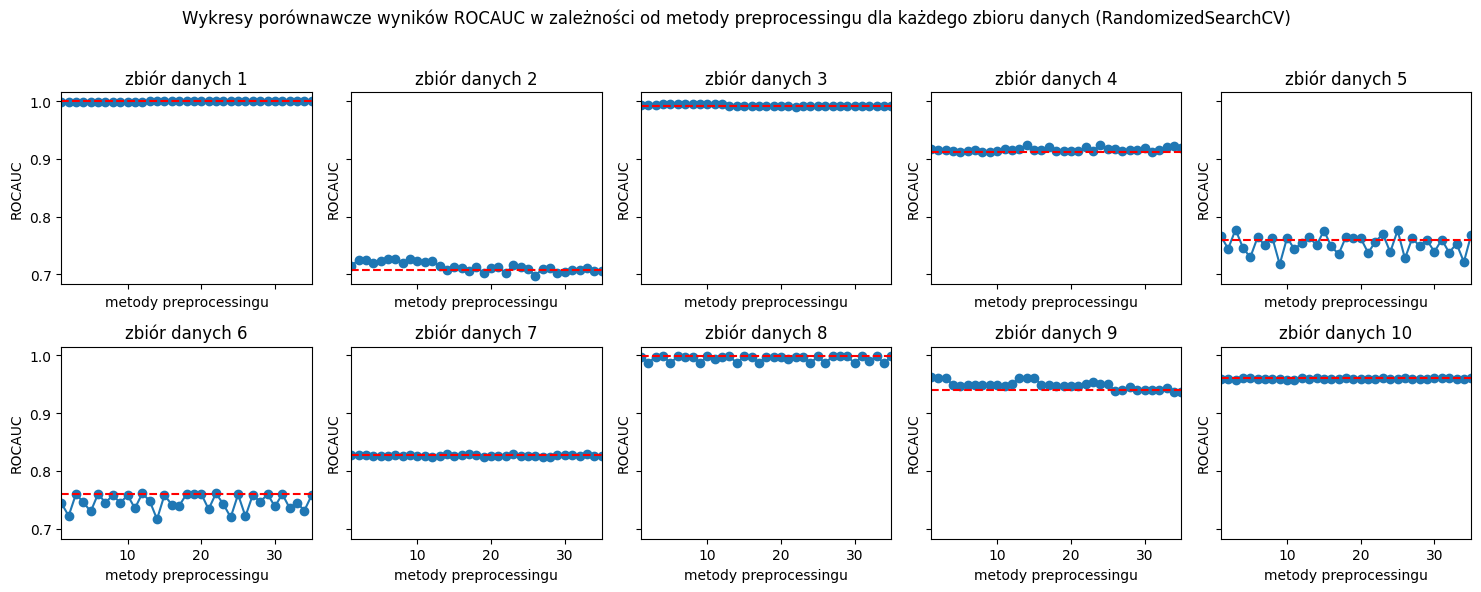 Wykresy porównawcze wyników ROCAUC w zależności od metody preprocessingu dla każdego zbioru danych (RandomizedSearchCV)
zbiór danych 1
zbiór danych 2
zbiór danych 3
zbiór danych 4
zbiór danych 5
1.0
0.9
0.8
0.7
ROCAUC
ROCAUC
ROCAUC
ROCAUC
ROCAUC
metody preprocessingu
metody preprocessingu
metody preprocessingu
metody preprocessingu
metody preprocessingu
zbiór danych 6
zbiór danych 7
zbiór danych 8
zbiór danych 9
zbiór danych 10
1.0
0.9
0.8
0.7
ROCAUC
ROCAUC
ROCAUC
ROCAUC
ROCAUC
10 20 30
10 20 30
10 20 30
10 20 30
10 20 30
metody preprocessingu
metody preprocessingu
metody preprocessingu
metody preprocessingu
metody preprocessingu